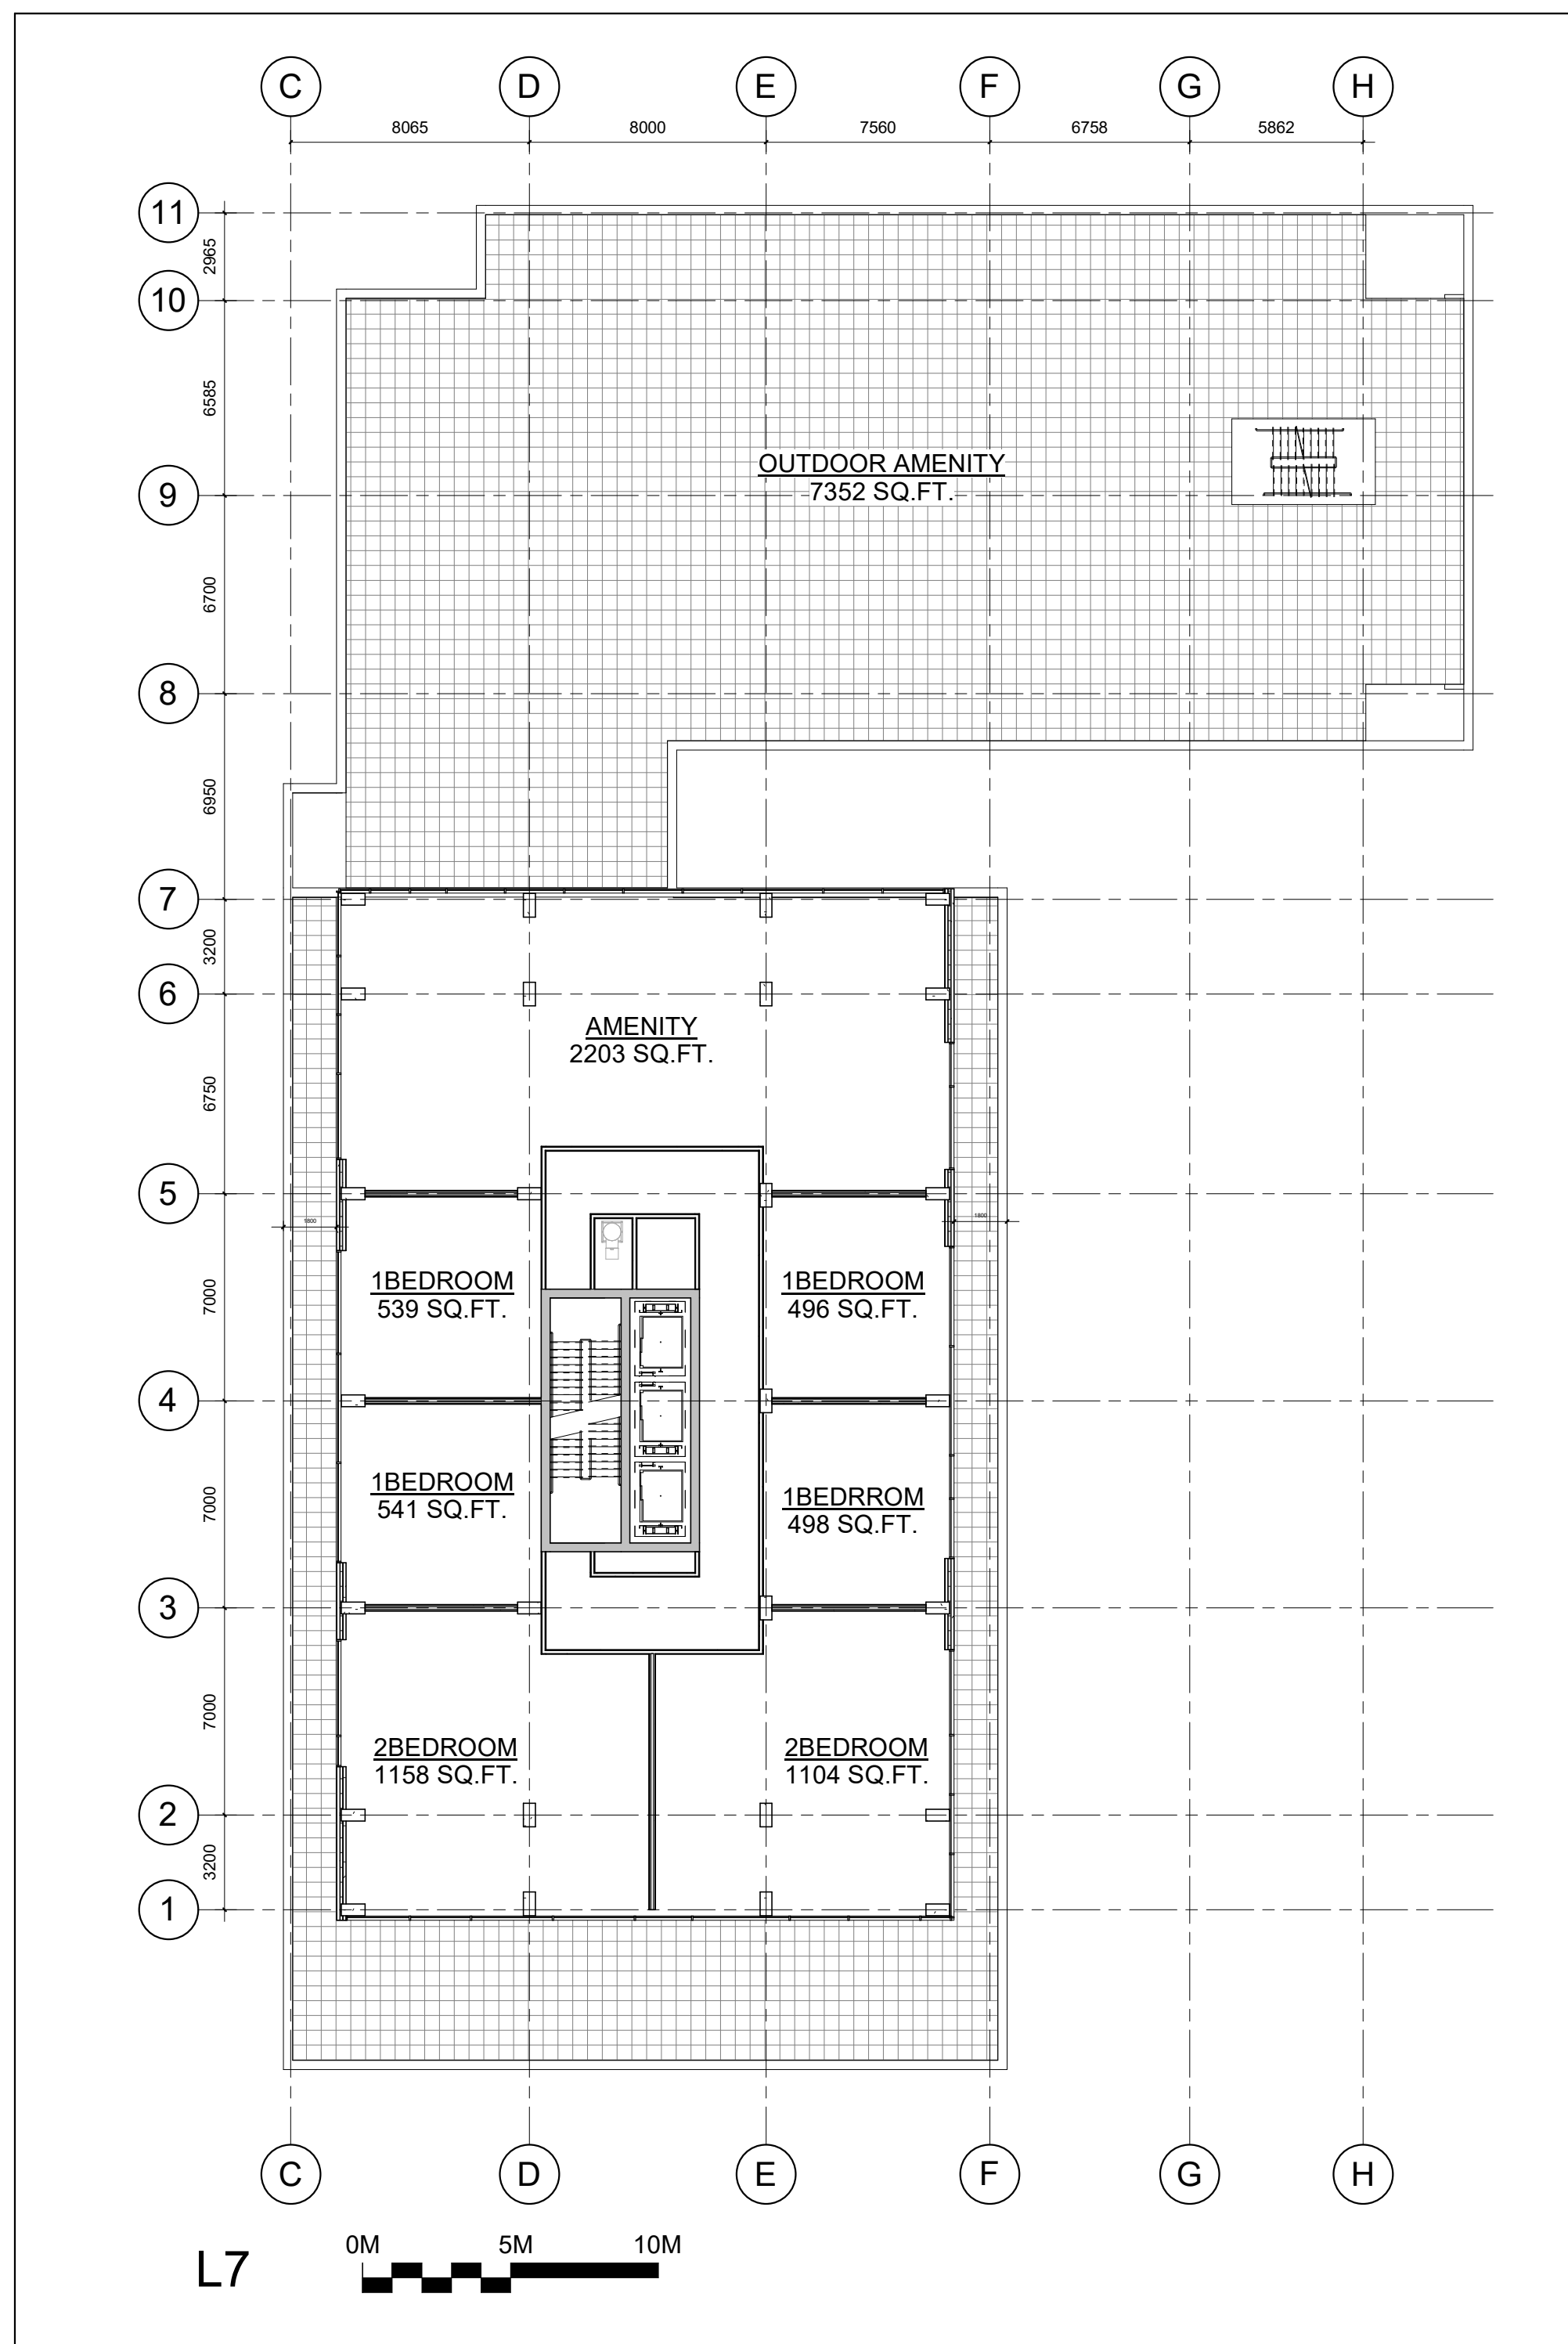 C D E F G H
8065 8000 7560 6758 5862
11
2965
10
6585
OUTDOOR AMENITY
7352 SQ.FT.
9
6700
8
6950
7
3200
6
AMENITY
2203 SQ.FT.
6750
5
1800 1800
1BEDROOM
539 SQ.FT.
1BEDROOM
496 SQ.FT.
7000
4
1BEDROOM
541 SQ.FT.
1BEDRROM
498 SQ.FT.
7000
3
7000
2BEDROOM
1158 SQ.FT.
2BEDROOM
1104 SQ.FT.
2
3200
1
C D E F G H
L7
0M 5M 10M